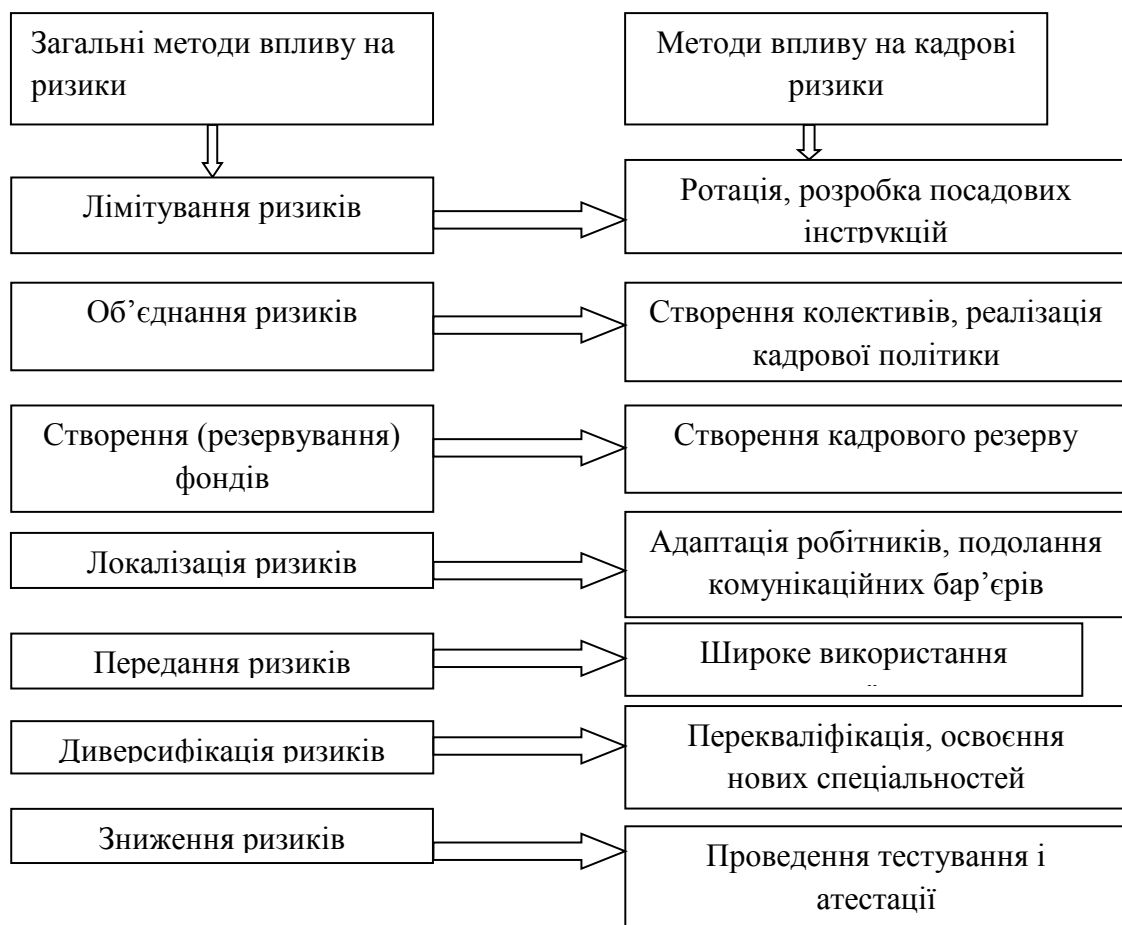 Загальні методи впливу на
ризики
Методи впливу на кадрові
ризики
Лімітування ризиків
Ротація, розробка посадових
інструкцій
Об’єднання ризиків
Створення колективів, реалізація
кадрової політики
Створення (резервування)
фондів
Створення кадрового резерву
Локалізація ризиків
Адаптація робітників, подолання
комунікаційних бар’єрів
Передання ризиків
Широке використання
Диверсифікація ризиків
Перекваліфікація, освоєння
нових спеціальностей
Зниження ризиків
Проведення тестування і
атестації